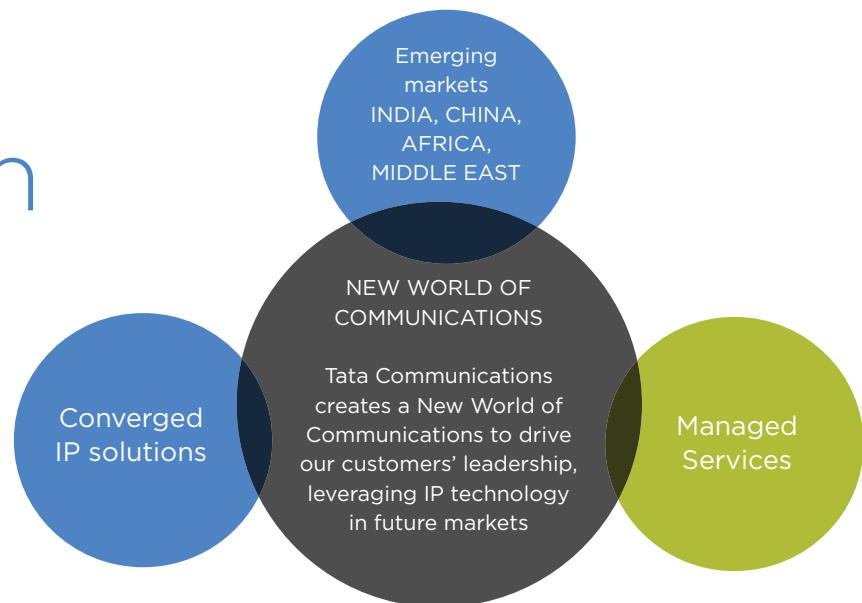 Emerging
markets
INDIA, CHINA,
AFRICA,
MIDDLE EAST
n
NEW WORLD OF
COMMUNICATIONS
Tata Communications
creates a New World of
Communications to drive
our customers’ leadership,
leveraging IP technology
in future markets
Converged
IP solutions
Managed
Services